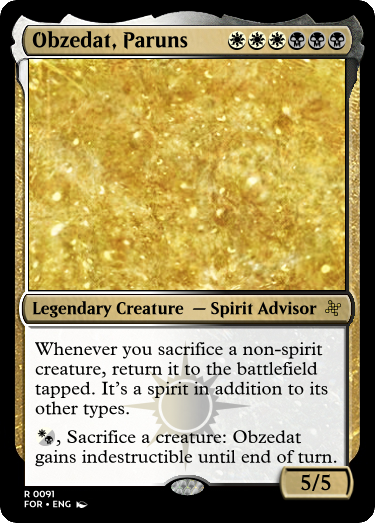 Obzedat, Paruns
Legendary Creature — Spirit Advisor
Whenever you sacrifice a non-spirit
creature, return it to the battlefield
tapped. It's a spirit in addition to its
other types.
, Sacrifice a creature: Obzedat
gains indestructible until end of turn.
5/5
R 0091
FOR • ENG